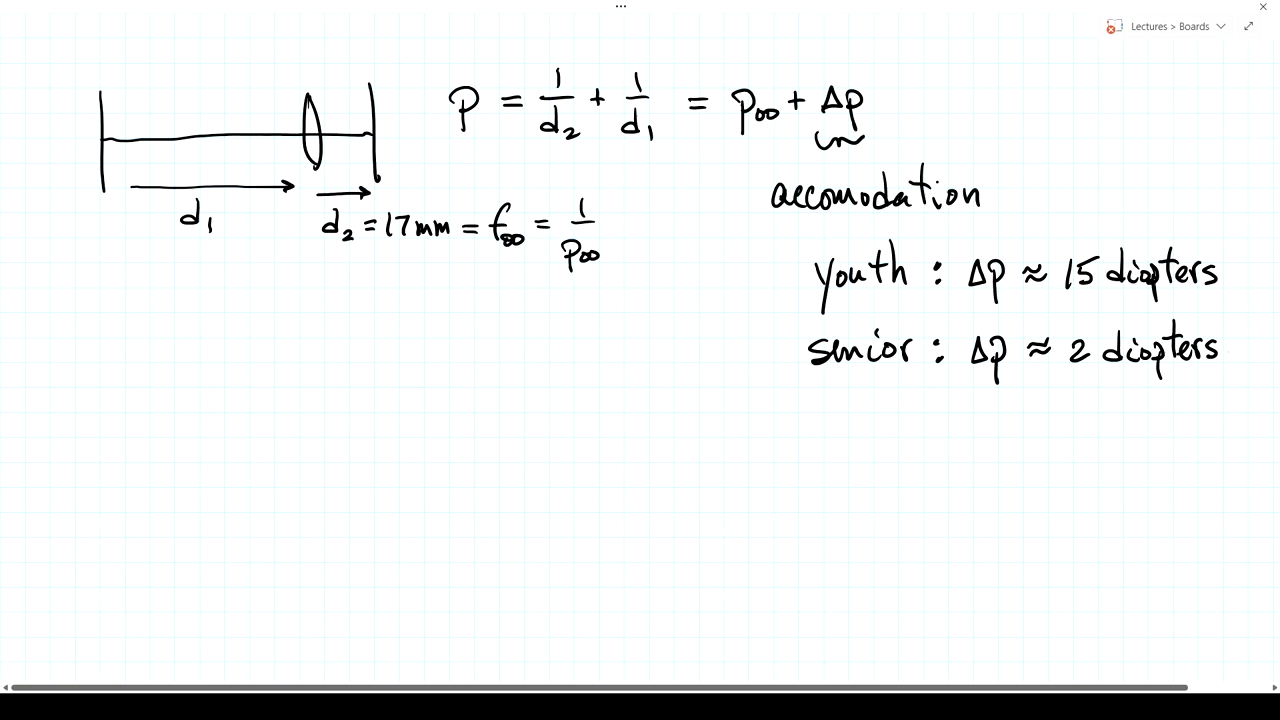 Lectures > Boards
P = 1/d₂ + 1/d₁ = P∞ + Δp
accomodation
d₁
d₂ = 17mm = f∞ = 1/P∞
youth : Δp ≈ 15 diopters
senior : Δp ≈ 2 diopters